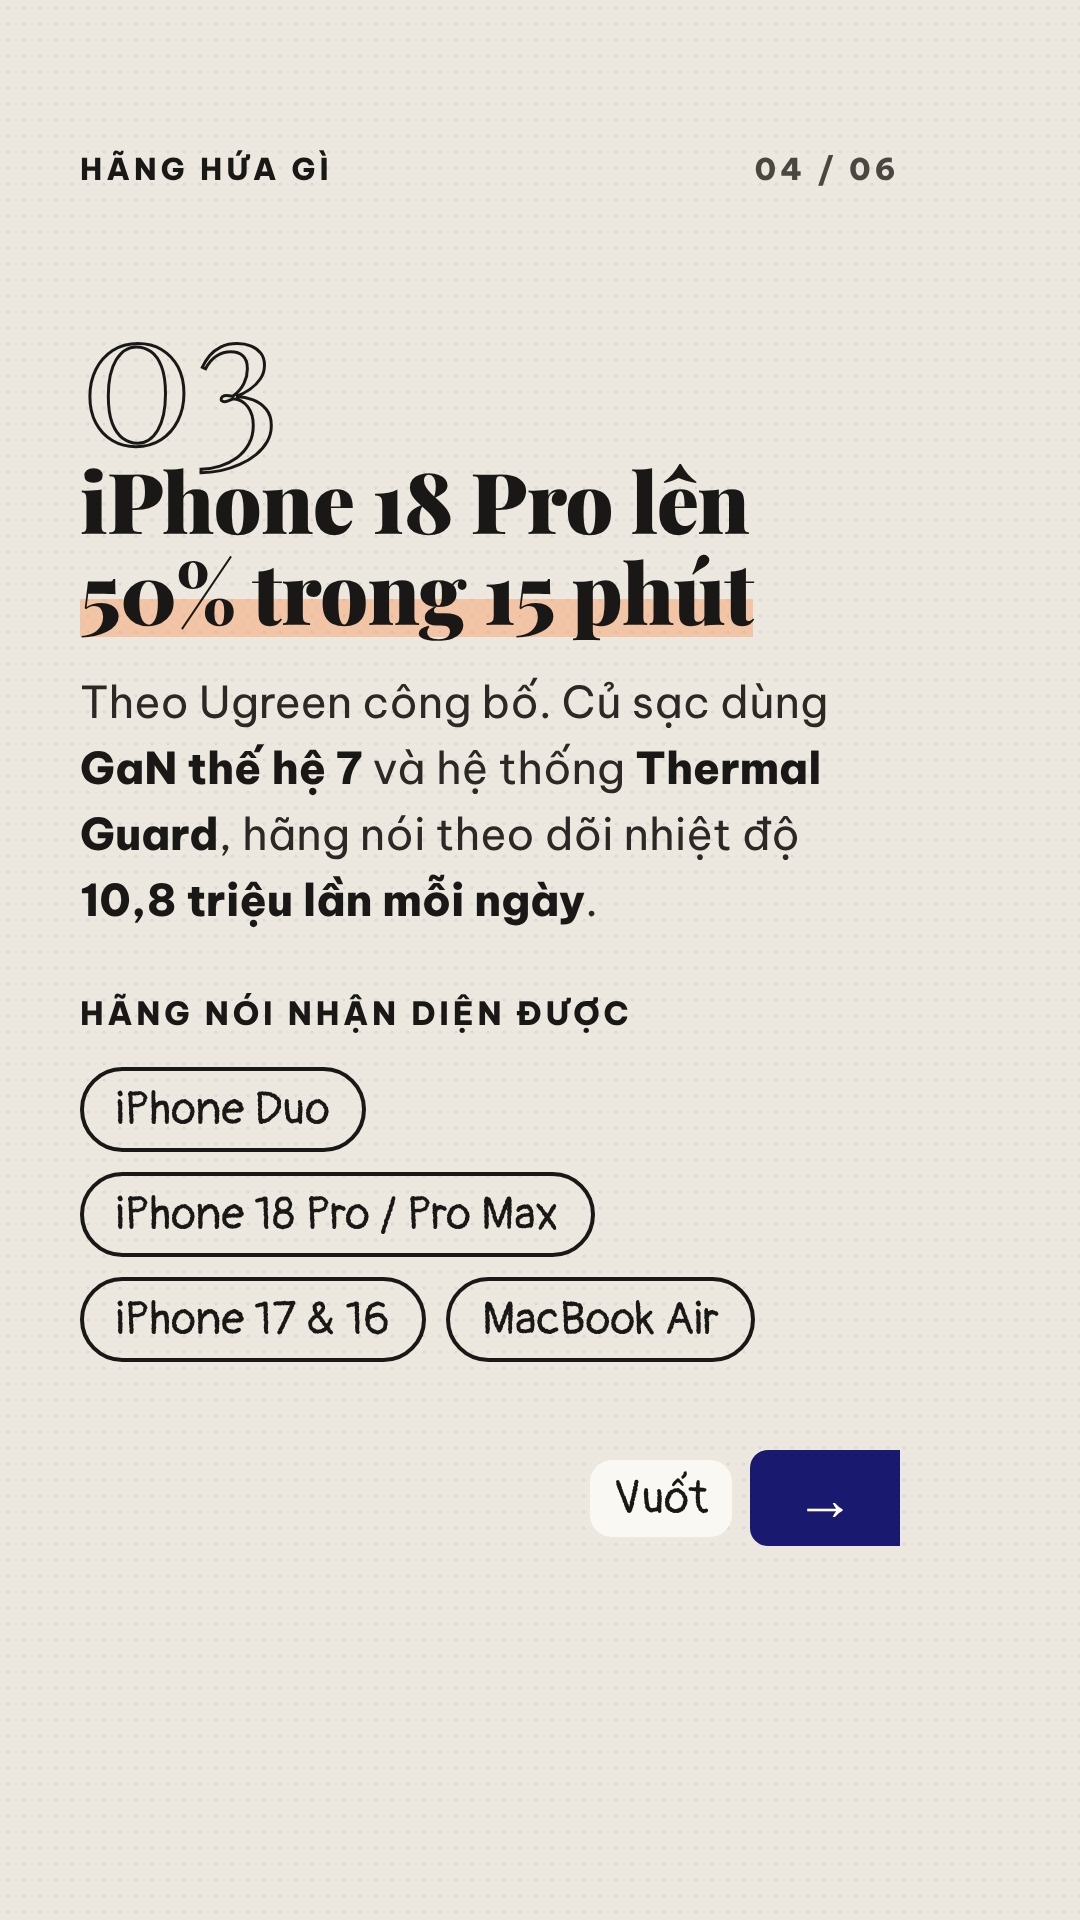 HÃNG HỨA GÌ
04 / 06
03
iPhone 18 Pro lên
50% trong 15 phút
Theo Ugreen công bố. Củ sạc dùng
GaN thế hệ 7 và hệ thống Thermal
Guard, hãng nói theo dõi nhiệt độ
10,8 triệu lần mỗi ngày.
HÃNG NÓI NHẬN DIỆN ĐƯỢC
iPhone Duo
iPhone 18 Pro / Pro Max
iPhone 17 & 16
MacBook Air
Vuốt →